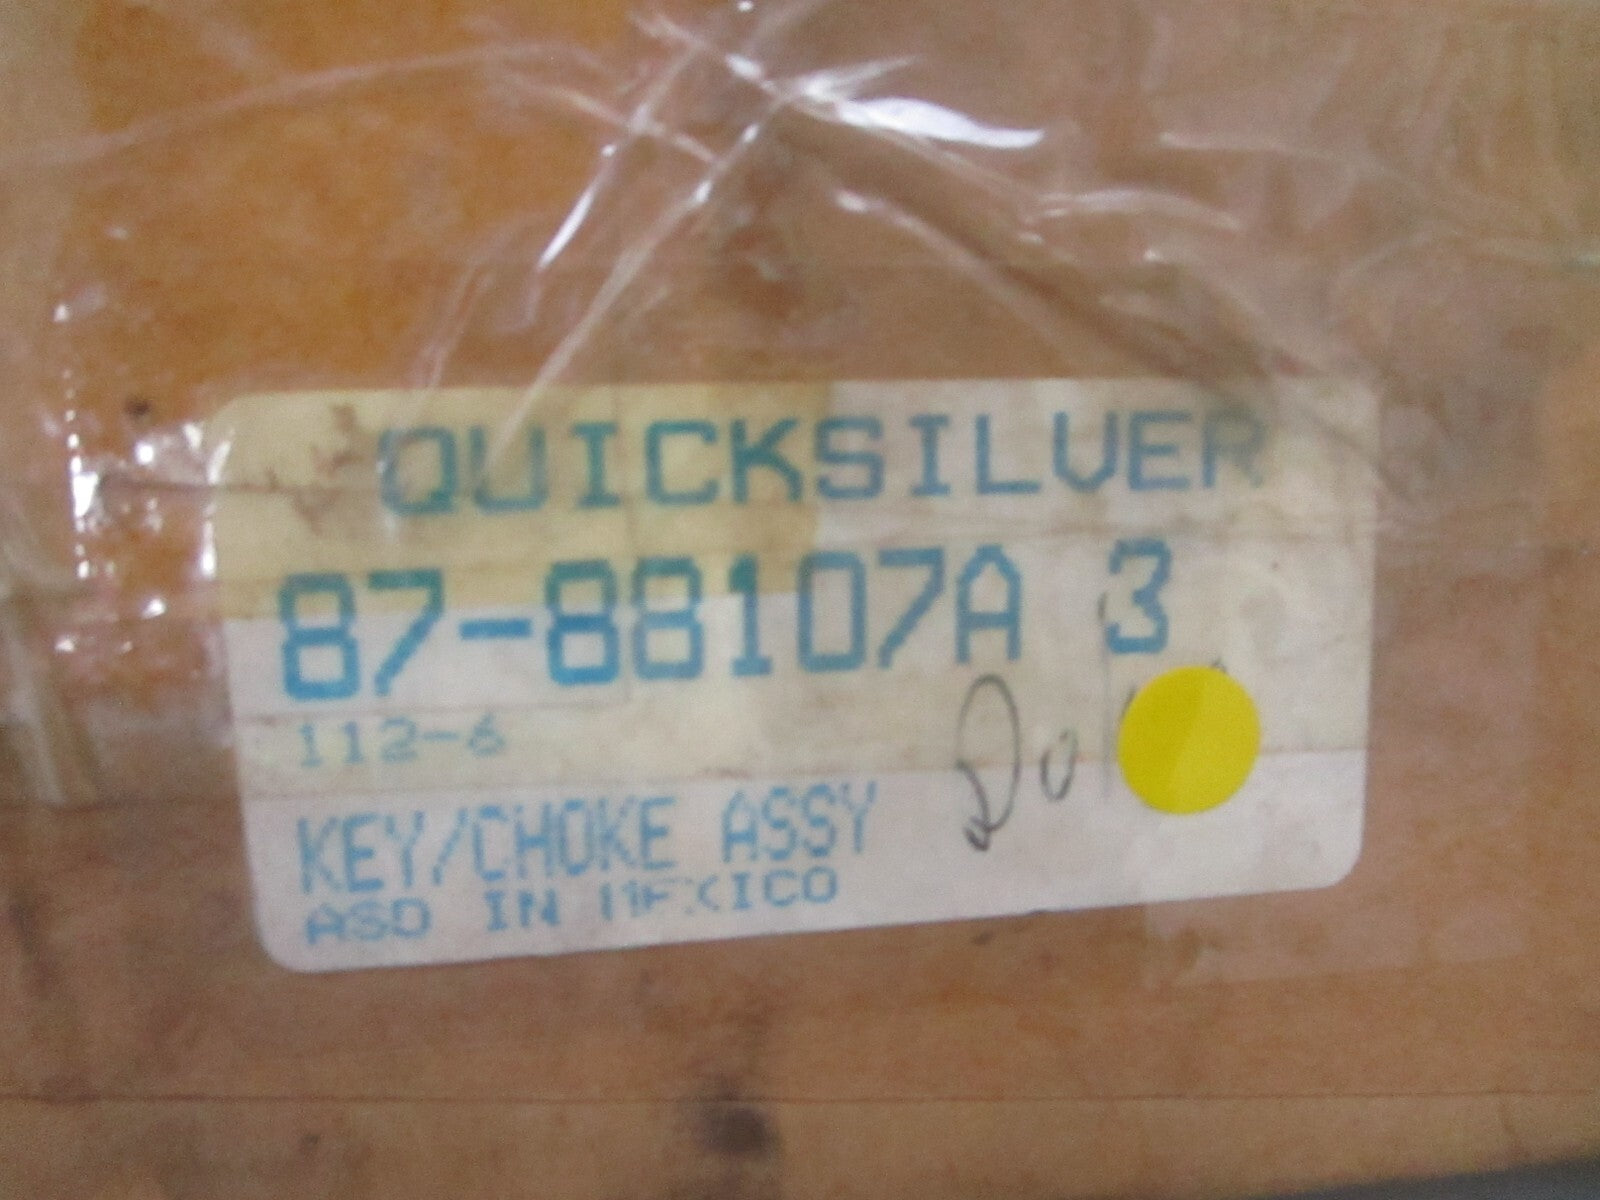 QUICKSILVER
87-88107A 3
112-6
KEY/CHOKE ASSY
ASD IN MEXICO